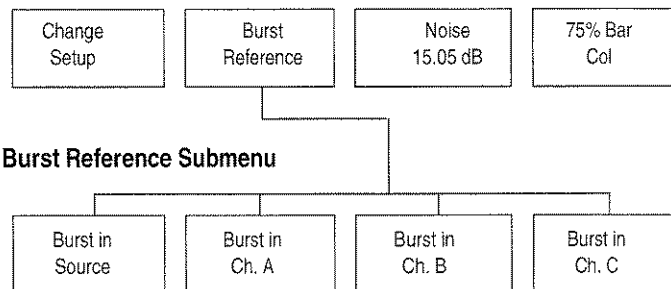 Change
Setup
Burst
Reference
Noise
15.05 dB
75% Bar
Col
Burst Reference Submenu
Burst in
Source
Burst in
Ch. A
Burst in
Ch. B
Burst in
Ch. C